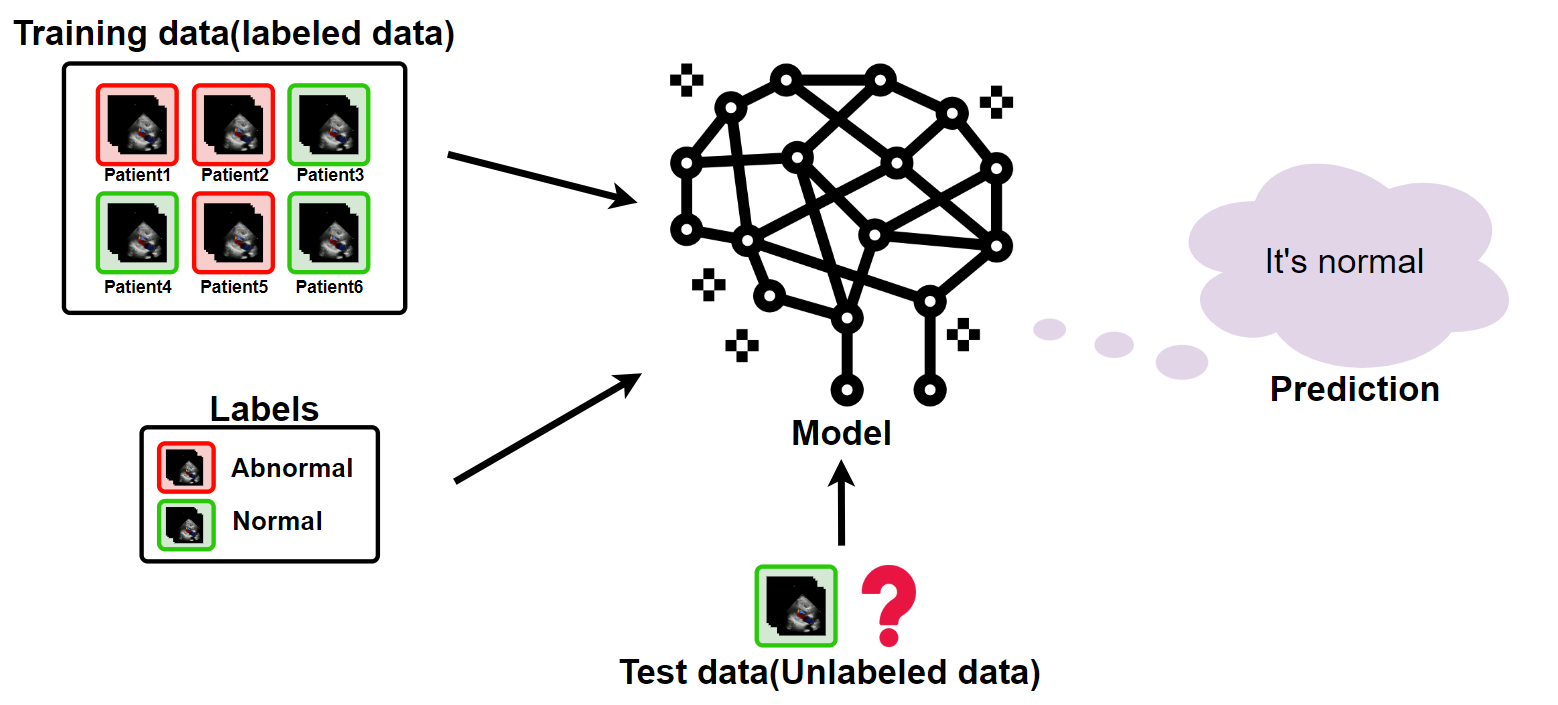 Training data(labeled data)
Patient1 Patient2 Patient3
Patient4 Patient5 Patient6
Labels
Abnormal
Normal
Model
Test data(Unlabeled data)
It's normal
Prediction